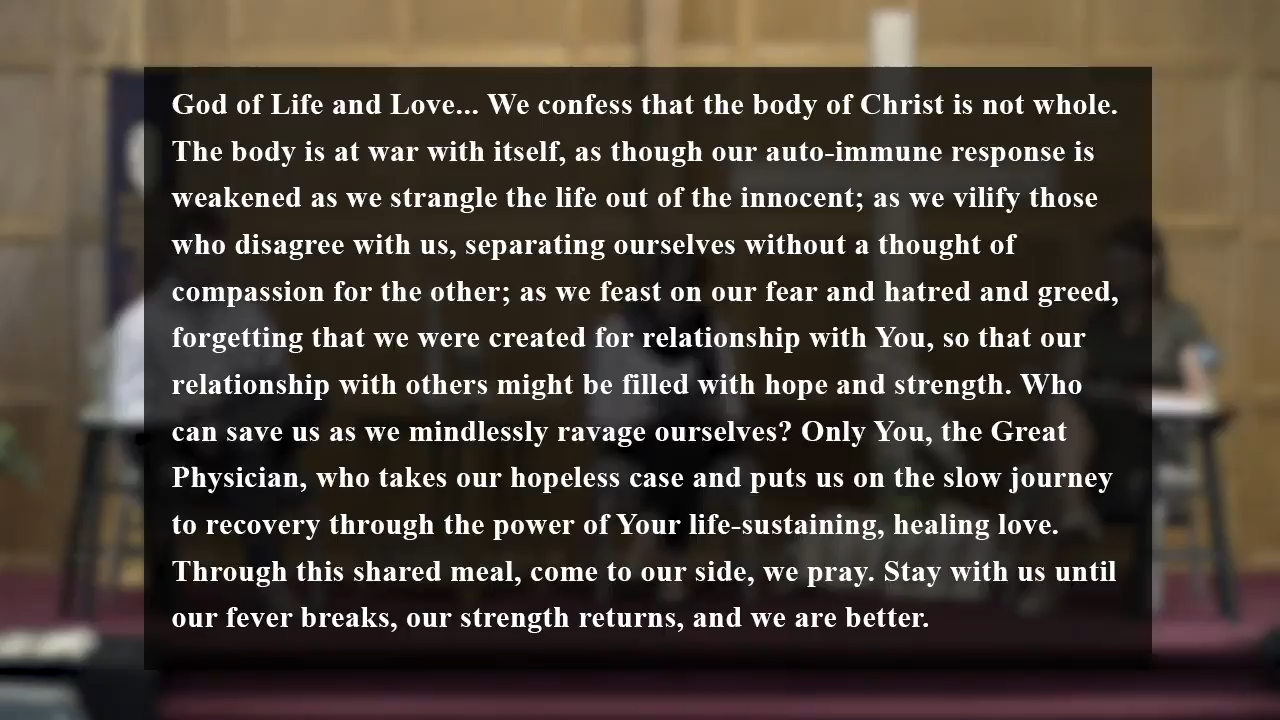 God of Life and Love... We confess that the body of Christ is not whole.
The body is at war with itself, as though our auto-immune response is
weakened as we strangle the life out of the innocent; as we vilify those
who disagree with us, separating ourselves without a thought of
compassion for the other; as we feast on our fear and hatred and greed,
forgetting that we were created for relationship with You, so that our
relationship with others might be filled with hope and strength. Who
can save us as we mindlessly ravage ourselves? Only You, the Great
Physician, who takes our hopeless case and puts us on the slow journey
to recovery through the power of Your life-sustaining, healing love.
Through this shared meal, come to our side, we pray. Stay with us until
our fever breaks, our strength returns, and we are better.